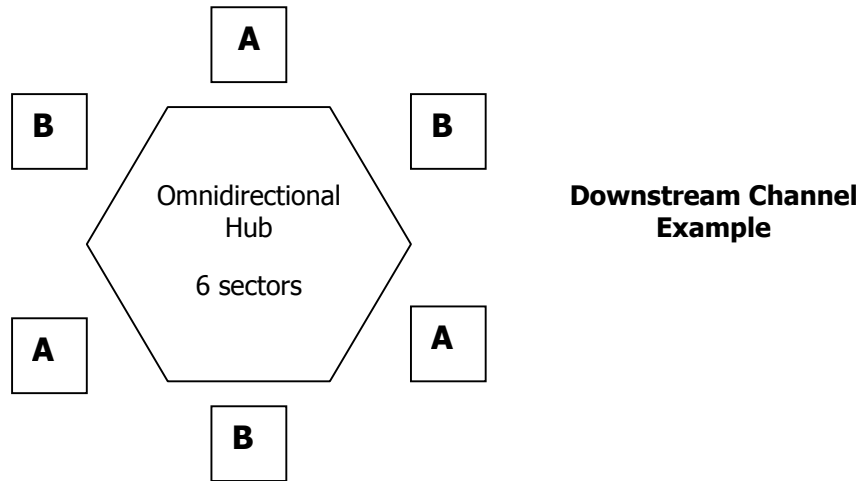 A
B
B
Omnidirectional
Hub
6 sectors
Downstream Channel
Example
A
A
B